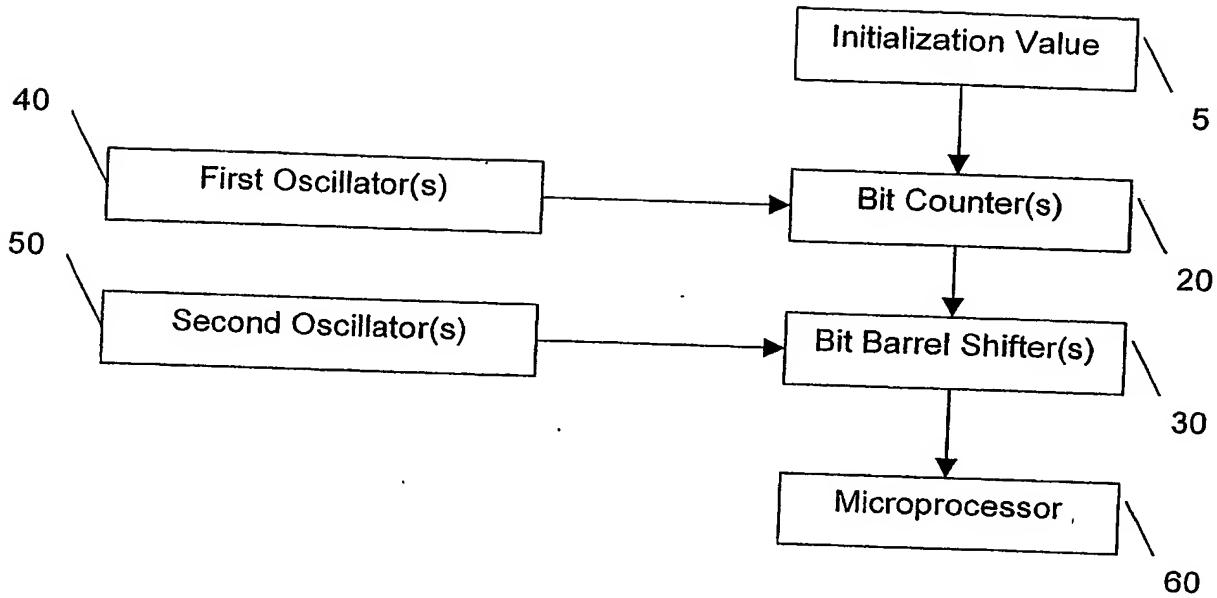 Initialization Value
5
40
First Oscillator(s)
Bit Counter(s)
20
50
Second Oscillator(s)
Bit Barrel Shifter(s)
30
Microprocessor
60